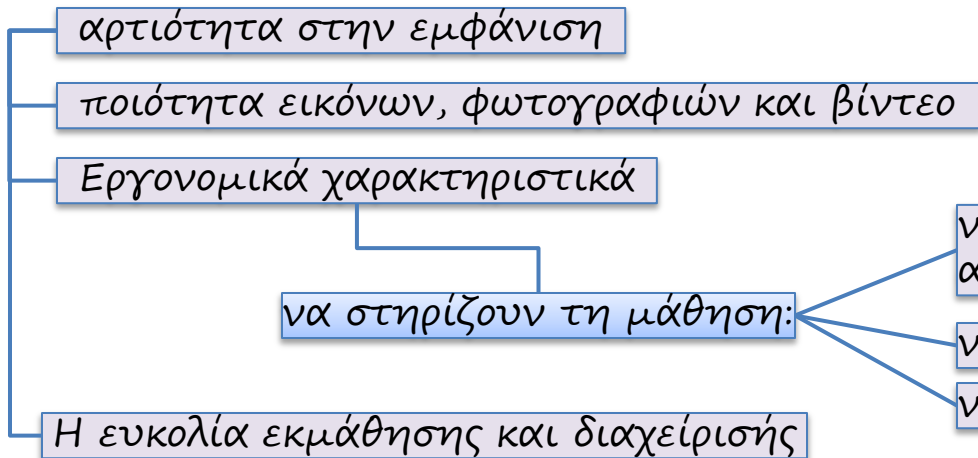 αρτιότητα στην εμφάνιση
ποιότητα εικόνων, φωτογραφιών και βίντεο
Εργονομικά χαρακτηριστικά
να στηρίζουν τη μάθηση:
Η ευκολία εκμάθησης και διαχείρισής